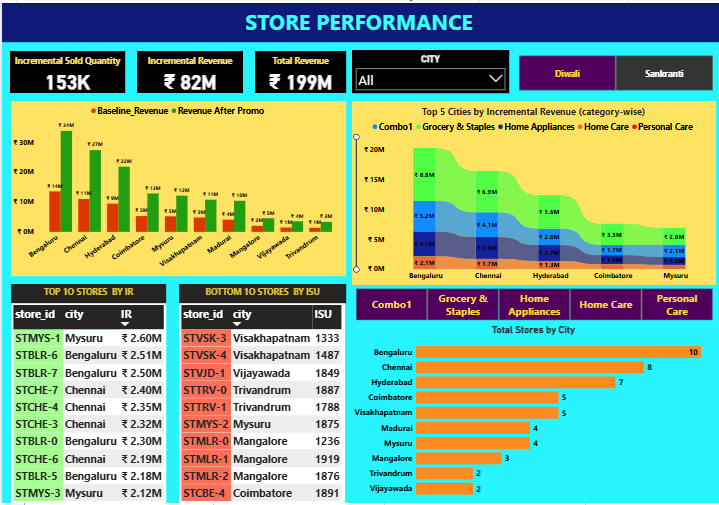 STORE PERFORMANCE
Incremental Sold Quantity
153K
Incremental Revenue
₹ 82M
Total Revenue
₹ 199M
CITY
All
Diwali
Sankranti
Baseline_Revenue Revenue After Promo
₹ 30M
₹ 20M
₹ 10M
₹ 0M
₹ 14M ₹ 34M
₹ 11M ₹ 27M
₹ 9M ₹ 22M
₹ 5M ₹ 13M
₹ 5M ₹ 12M
₹ 5M ₹ 11M
₹ 4M ₹ 10M
₹ 2M ₹ 5M
₹ 1M ₹ 4M
₹ 1M ₹ 3M
Bengaluru
Chennai
Hyderabad
Coimbatore
Mysuru
Visakhapatnam
Madurai
Mangalore
Vijayawada
Trivandrum
Top 5 Cities by Incremental Revenue (category-wise)
Combo1 Grocery & Staples Home Appliances Home Care Personal Care
₹ 20M
₹ 15M
₹ 10M
₹ 5M
₹ 0M
₹ 8.8M
₹ 5.2M
₹ 4.1M
₹ 2.1M
₹ 6.9M
₹ 4.1M
₹ 1.7M
₹ 5.6M
₹ 2.8M
₹ 2.7M
₹ 1.3M
₹ 3.5M
₹ 1.7M
₹ 2.8M
₹ 2.1M
Bengaluru Chennai Hyderabad Coimbatore Mysuru
TOP 10 STORES BY IR
store_id city IR
STMYS-1 Mysuru ₹ 2.60M
STBLR-6 Bengaluru ₹ 2.51M
STBLR-7 Bengaluru ₹ 2.50M
STCHE-7 Chennai ₹ 2.40M
STCHE-4 Chennai ₹ 2.35M
STCHE-3 Chennai ₹ 2.32M
STBLR-0 Bengaluru ₹ 2.30M
STCHE-6 Chennai ₹ 2.19M
STBLR-5 Bengaluru ₹ 2.18M
STMYS-3 Mysuru ₹ 2.12M
BOTTOM 10 STORES BY ISU
store_id city ISU
STVSK-3 Visakhapatnam 1333
STVSK-4 Visakhapatnam 1487
STVJD-1 Vijayawada 1849
STTRV-0 Trivandrum 1887
STTRV-1 Trivandrum 1788
STMYS-2 Mysuru 1875
STMLR-0 Mangalore 1236
STMLR-1 Mangalore 1919
STMLR-2 Mangalore 1876
STCBE-4 Coimbatore 1891
Combo1
Grocery &
Staples
Home
Appliances
Home Care
Personal
Care
Total Stores by City
Bengaluru 10
Chennai 8
Hyderabad 7
Coimbatore 5
Visakhapatnam 5
Madurai 4
Mysuru 4
Mangalore 3
Trivandrum 2
Vijayawada 2